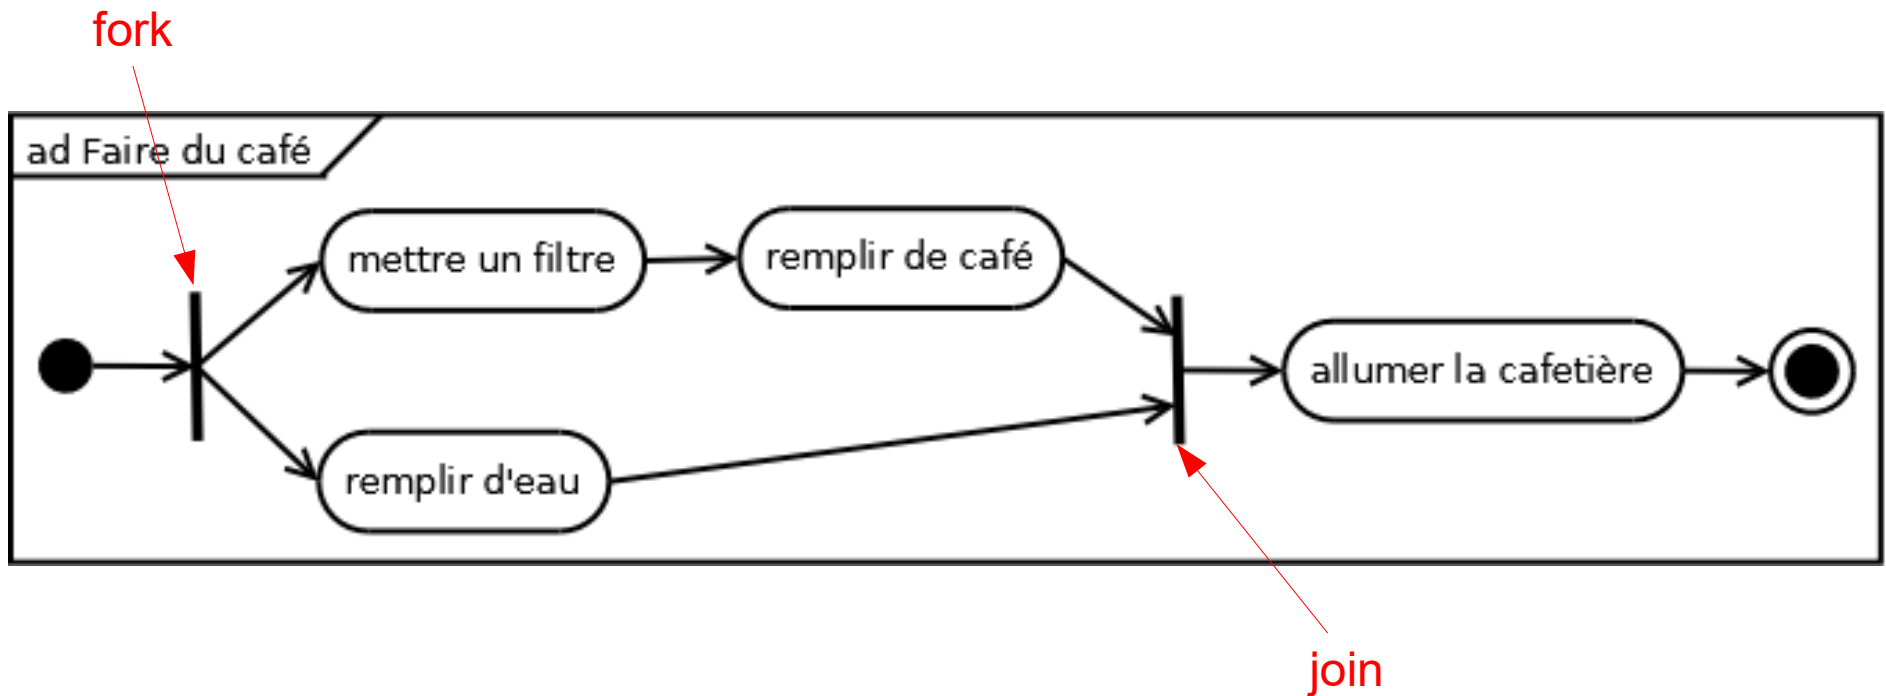 fork
ad Faire du café
mettre un filtre
remplir de café
allumer la cafetière
remplir d'eau
join